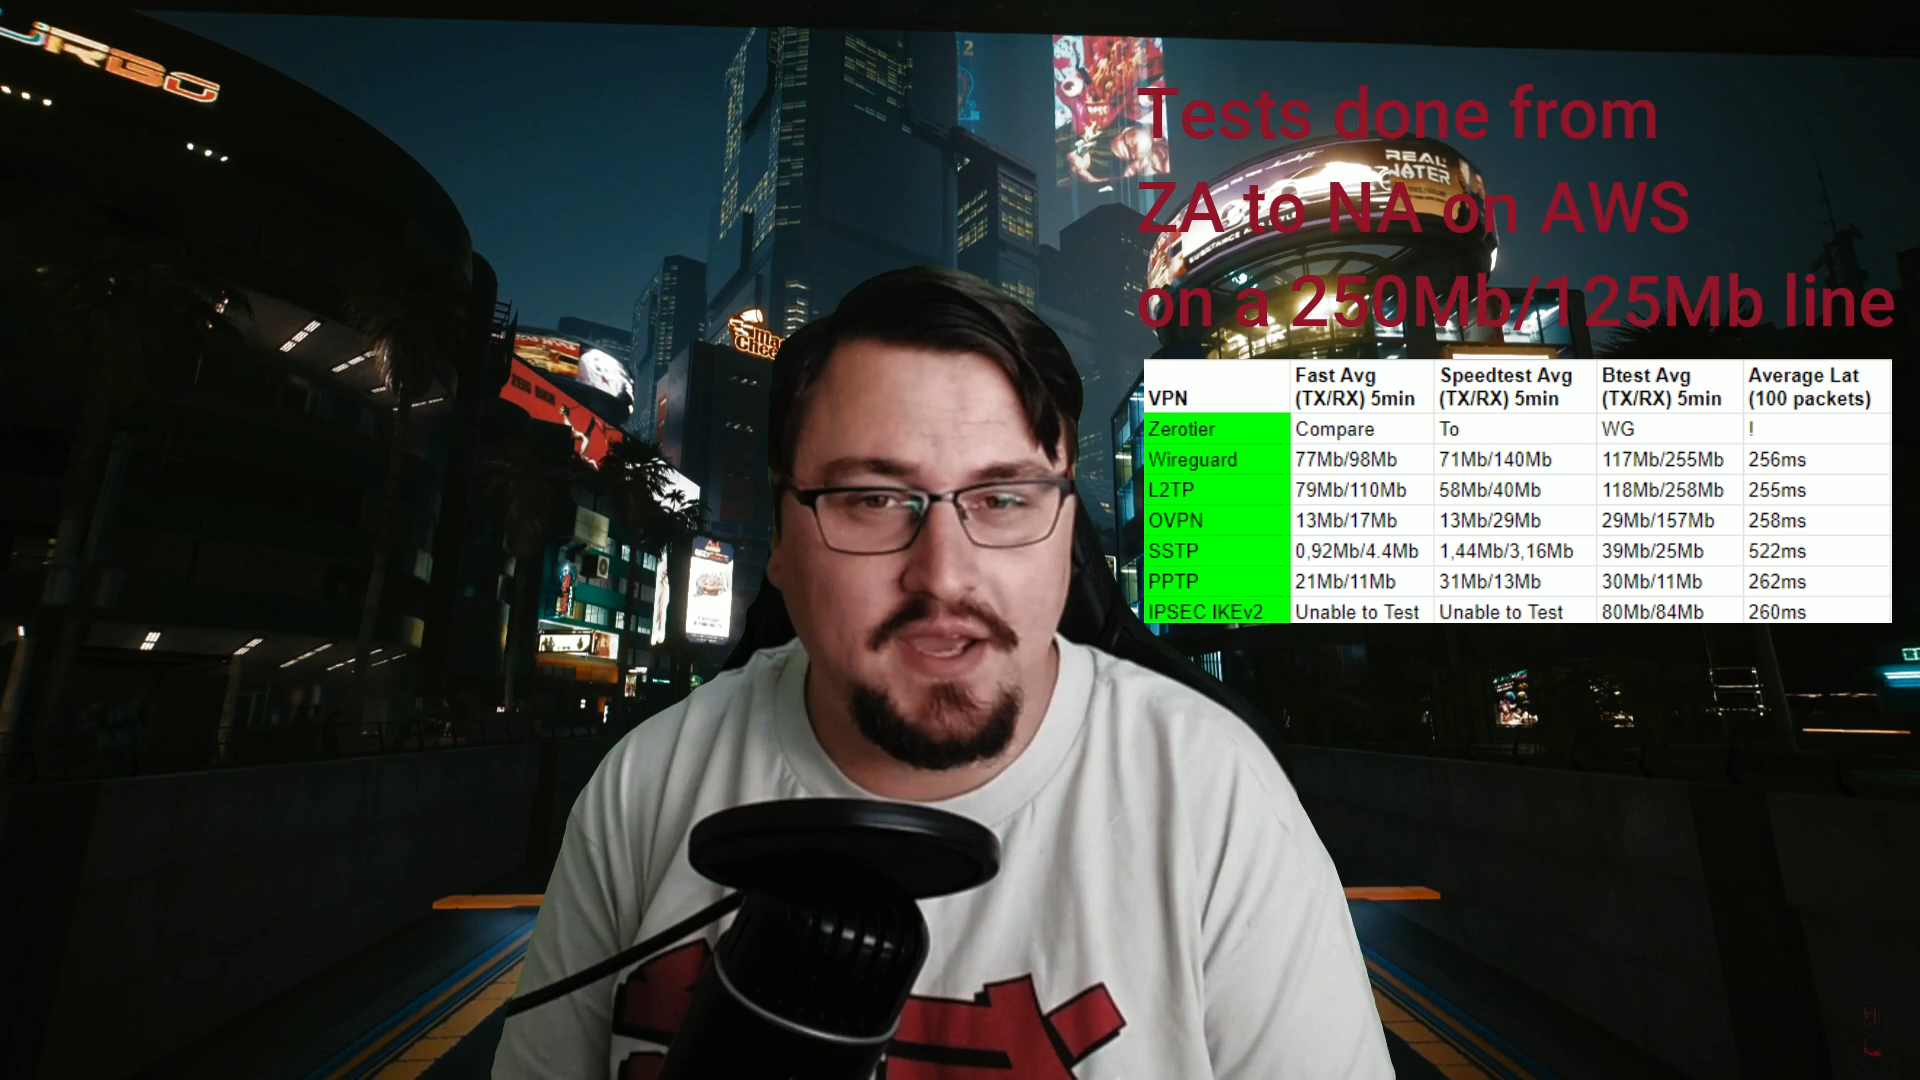 Tests done from
ZA to NA on AWS
on a 250Mb/125Mb line
REAL
WATER
VPN Fast Avg (TX/RX) 5min Speedtest Avg (TX/RX) 5min Btest Avg (TX/RX) 5min Average Lat (100 packets)
Zerotier Compare To WG !
Wireguard 77Mb/98Mb 71Mb/140Mb 117Mb/255Mb 256ms
L2TP 79Mb/110Mb 58Mb/40Mb 118Mb/258Mb 255ms
OVPN 13Mb/17Mb 13Mb/29Mb 29Mb/157Mb 258ms
SSTP 0,92Mb/4.4Mb 1,44Mb/3,16Mb 39Mb/25Mb 522ms
PPTP 21Mb/11Mb 31Mb/13Mb 30Mb/11Mb 262ms
IPSEC IKEv2 Unable to Test Unable to Test 80Mb/84Mb 260ms